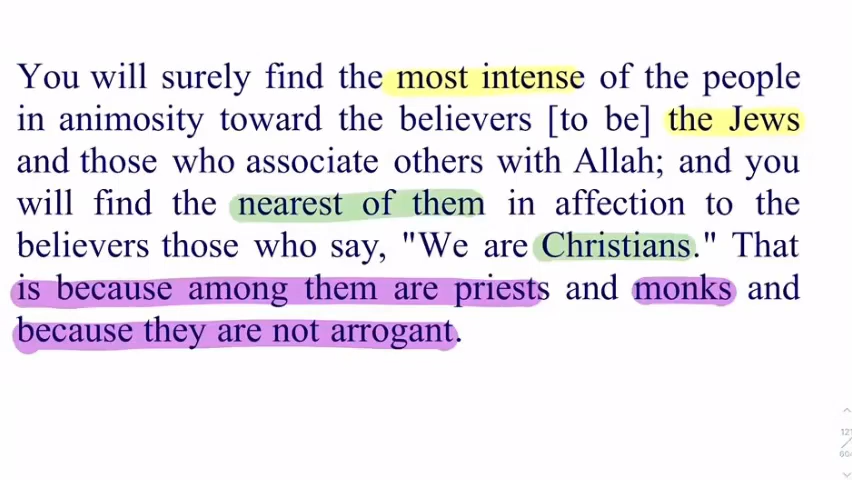 You will surely find the most intense of the people
in animosity toward the believers [to be] the Jews
and those who associate others with Allah; and you
will find the nearest of them in affection to the
believers those who say, "We are Christians." That
is because among them are priests and monks and
because they are not arrogant.